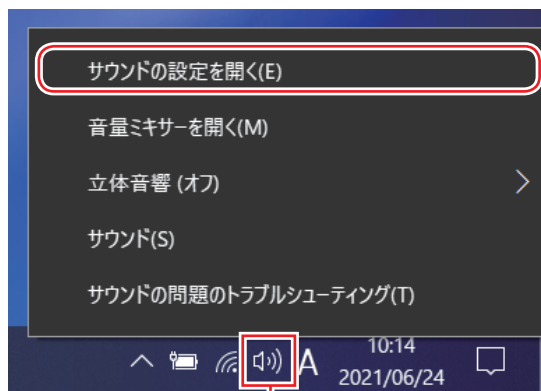 サウンドの設定を開く(E)
音量ミキサーを開く(M)
立体音響 (オフ)
サウンド(S)
サウンドの問題のトラブルシューティング(T)
A
10:14
2021/06/24